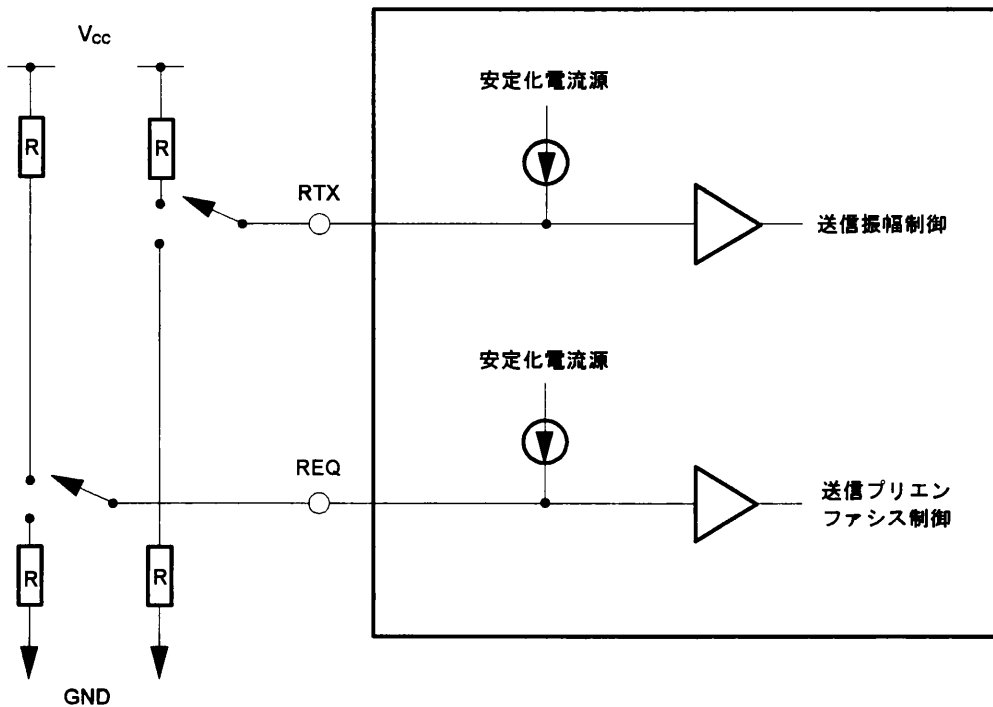 Vcc
安定化電流源
R
R
RTX
送信振幅制御
安定化電流源
REQ
送信プリエン
ファシス制御
R
R
GND